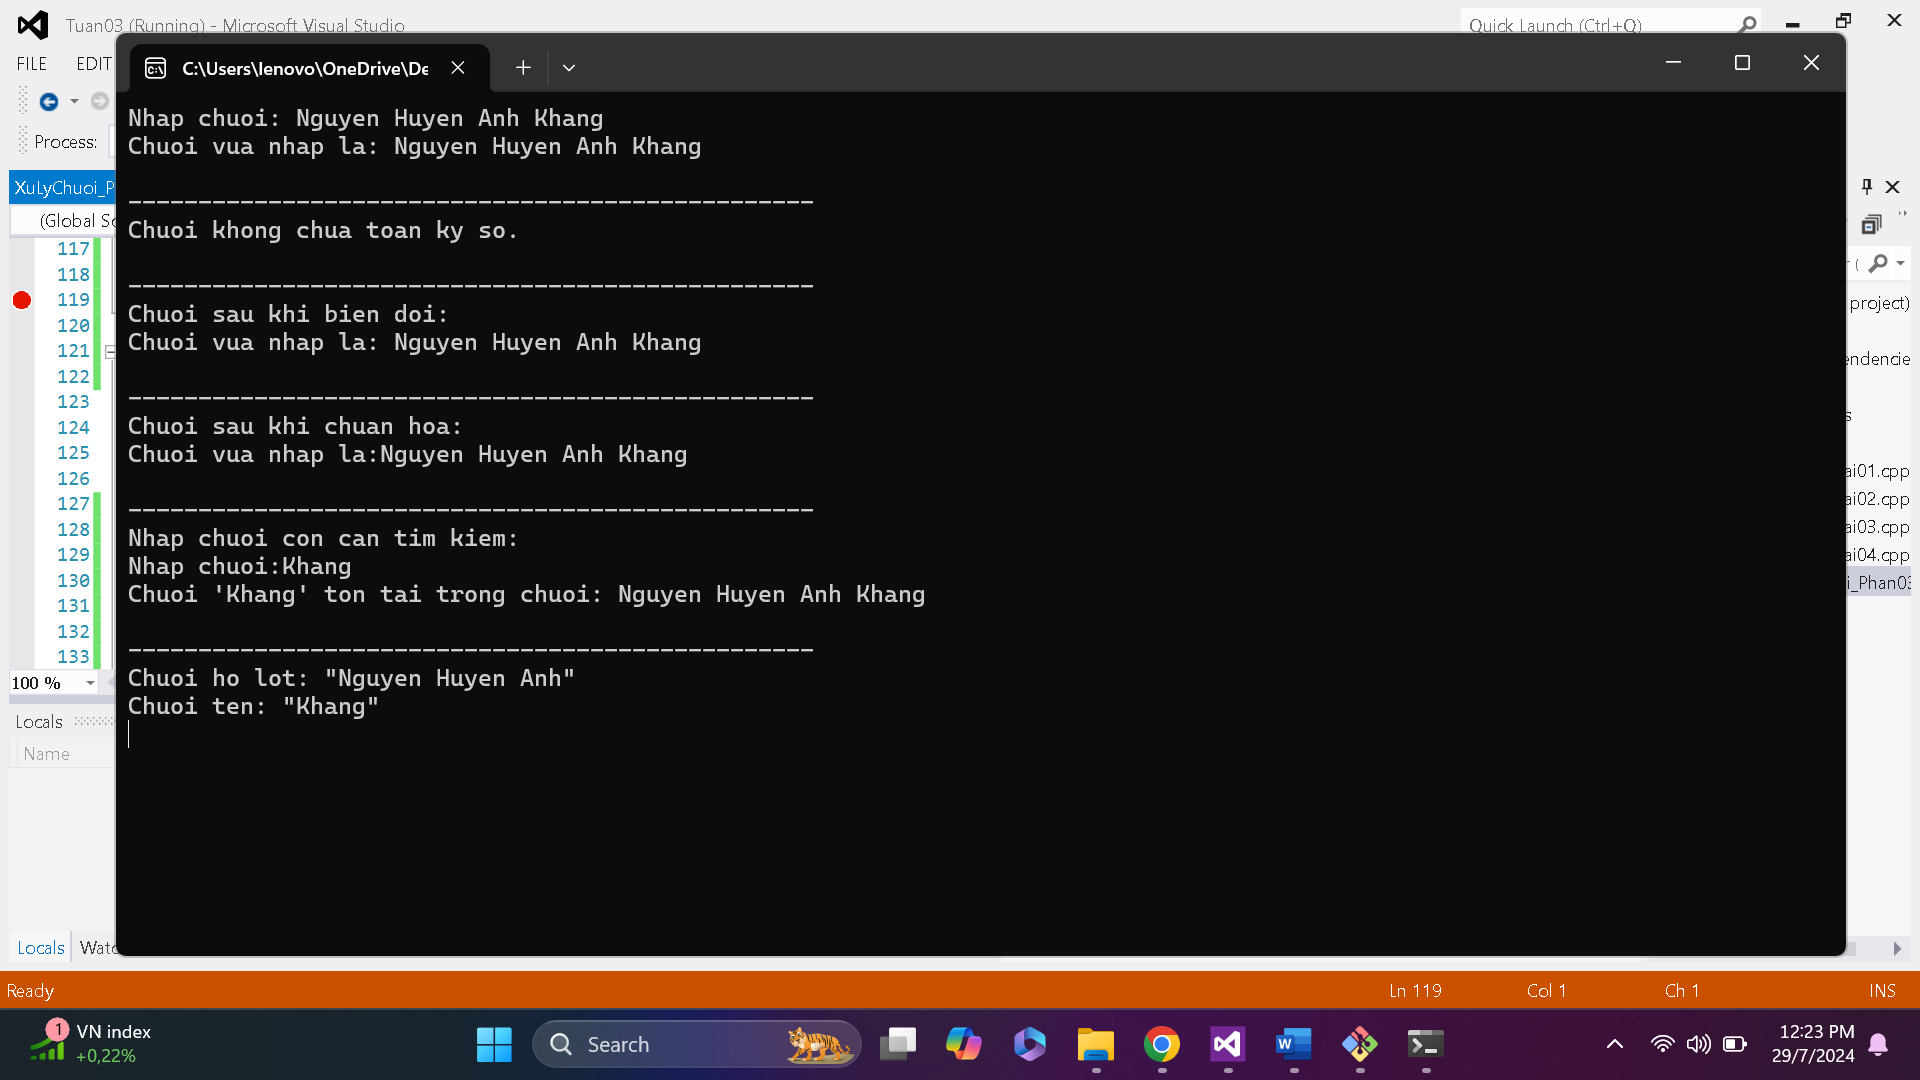 Tuan03 (Running) - Microsoft Visual Studio
Quick Launch (Ctrl+Q)
FILE EDIT
C:\Users\lenovo\OneDrive\De
Process:
XuLyChuoi_P
(Global Sc
117
118
119
120
121
122
123
124
125
126
127
128
129
130
131
132
133
100 %
Locals
Name
Locals Watc
Nhap chuoi: Nguyen Huyen Anh Khang
Chuoi vua nhap la: Nguyen Huyen Anh Khang
_________________________________________________
Chuoi khong chua toan ky so.
_________________________________________________
Chuoi sau khi bien doi:
Chuoi vua nhap la: Nguyen Huyen Anh Khang
_________________________________________________
Chuoi sau khi chuan hoa:
Chuoi vua nhap la:Nguyen Huyen Anh Khang
_________________________________________________
Nhap chuoi con can tim kiem:
Nhap chuoi:Khang
Chuoi 'Khang' ton tai trong chuoi: Nguyen Huyen Anh Khang
_________________________________________________
Chuoi ho lot: "Nguyen Huyen Anh"
Chuoi ten: "Khang"
project)
endencie
s
ai01.cpp
ai02.cpp
ai03.cpp
ai04.cpp
i_Phan03
Ready
Ln 119 Col 1 Ch 1 INS
1
VN index
+0,22%
Search
12:23 PM
29/7/2024